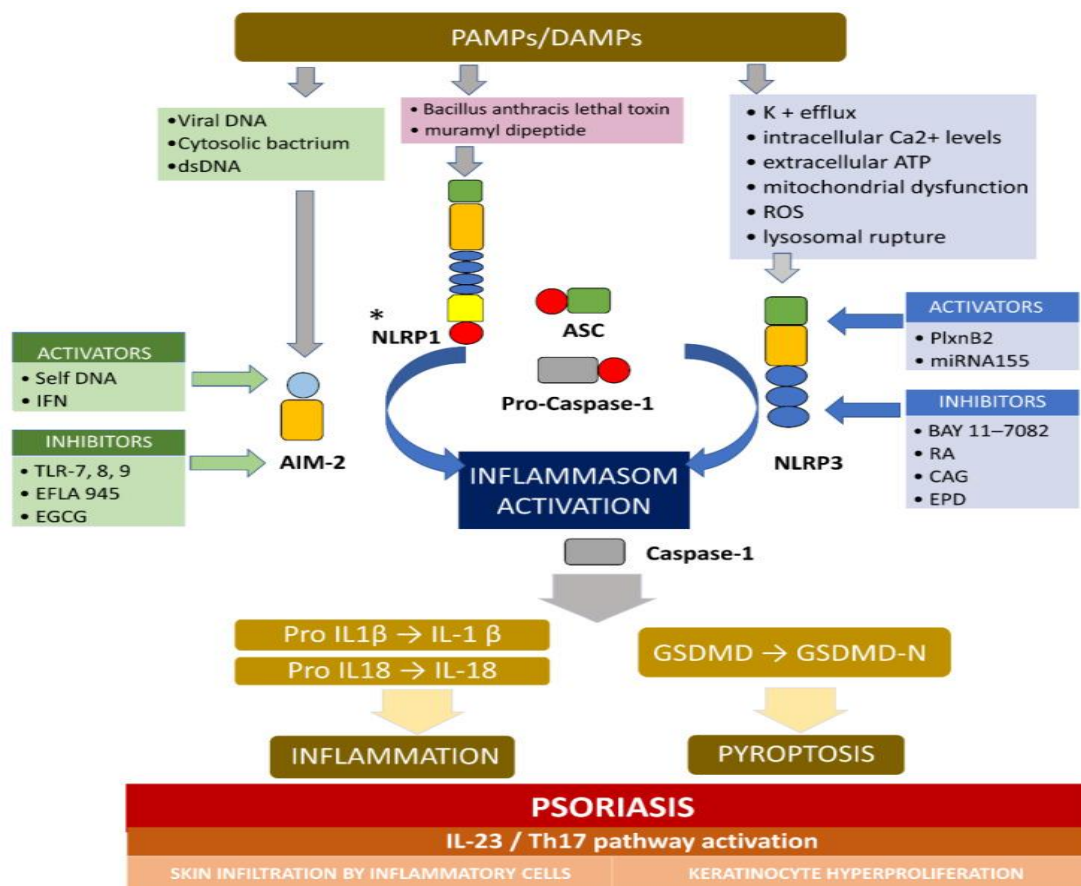 PAMPs/DAMPs
•Viral DNA
•Cytosolic bactrium
•dsDNA
• Bacillus anthracis lethal toxin
• muramyl dipeptide
• K + efflux
• intracellular Ca2+ levels
• extracellular ATP
• mitochondrial dysfunction
• ROS
• lysosomal rupture
*
NLRP1
ASC
Pro-Caspase-1
ACTIVATORS
• Self DNA
• IFN
INHIBITORS
• TLR-7, 8, 9
• EFLA 945
• EGCG
AIM-2
ACTIVATORS
• PlxnB2
• miRNA155
INHIBITORS
• BAY 11–7082
• RA
• CAG
• EPD
NLRP3
INFLAMMASOM
ACTIVATION
Caspase-1
Pro IL1β → IL-1 β
Pro IL18 → IL-18
GSDMD → GSDMD-N
INFLAMMATION
PYROPTOSIS
PSORIASIS
IL-23 / Th17 pathway activation
SKIN INFILTRATION BY INFLAMMATORY CELLS
KERATINOCYTE HYPERPROLIFERATION